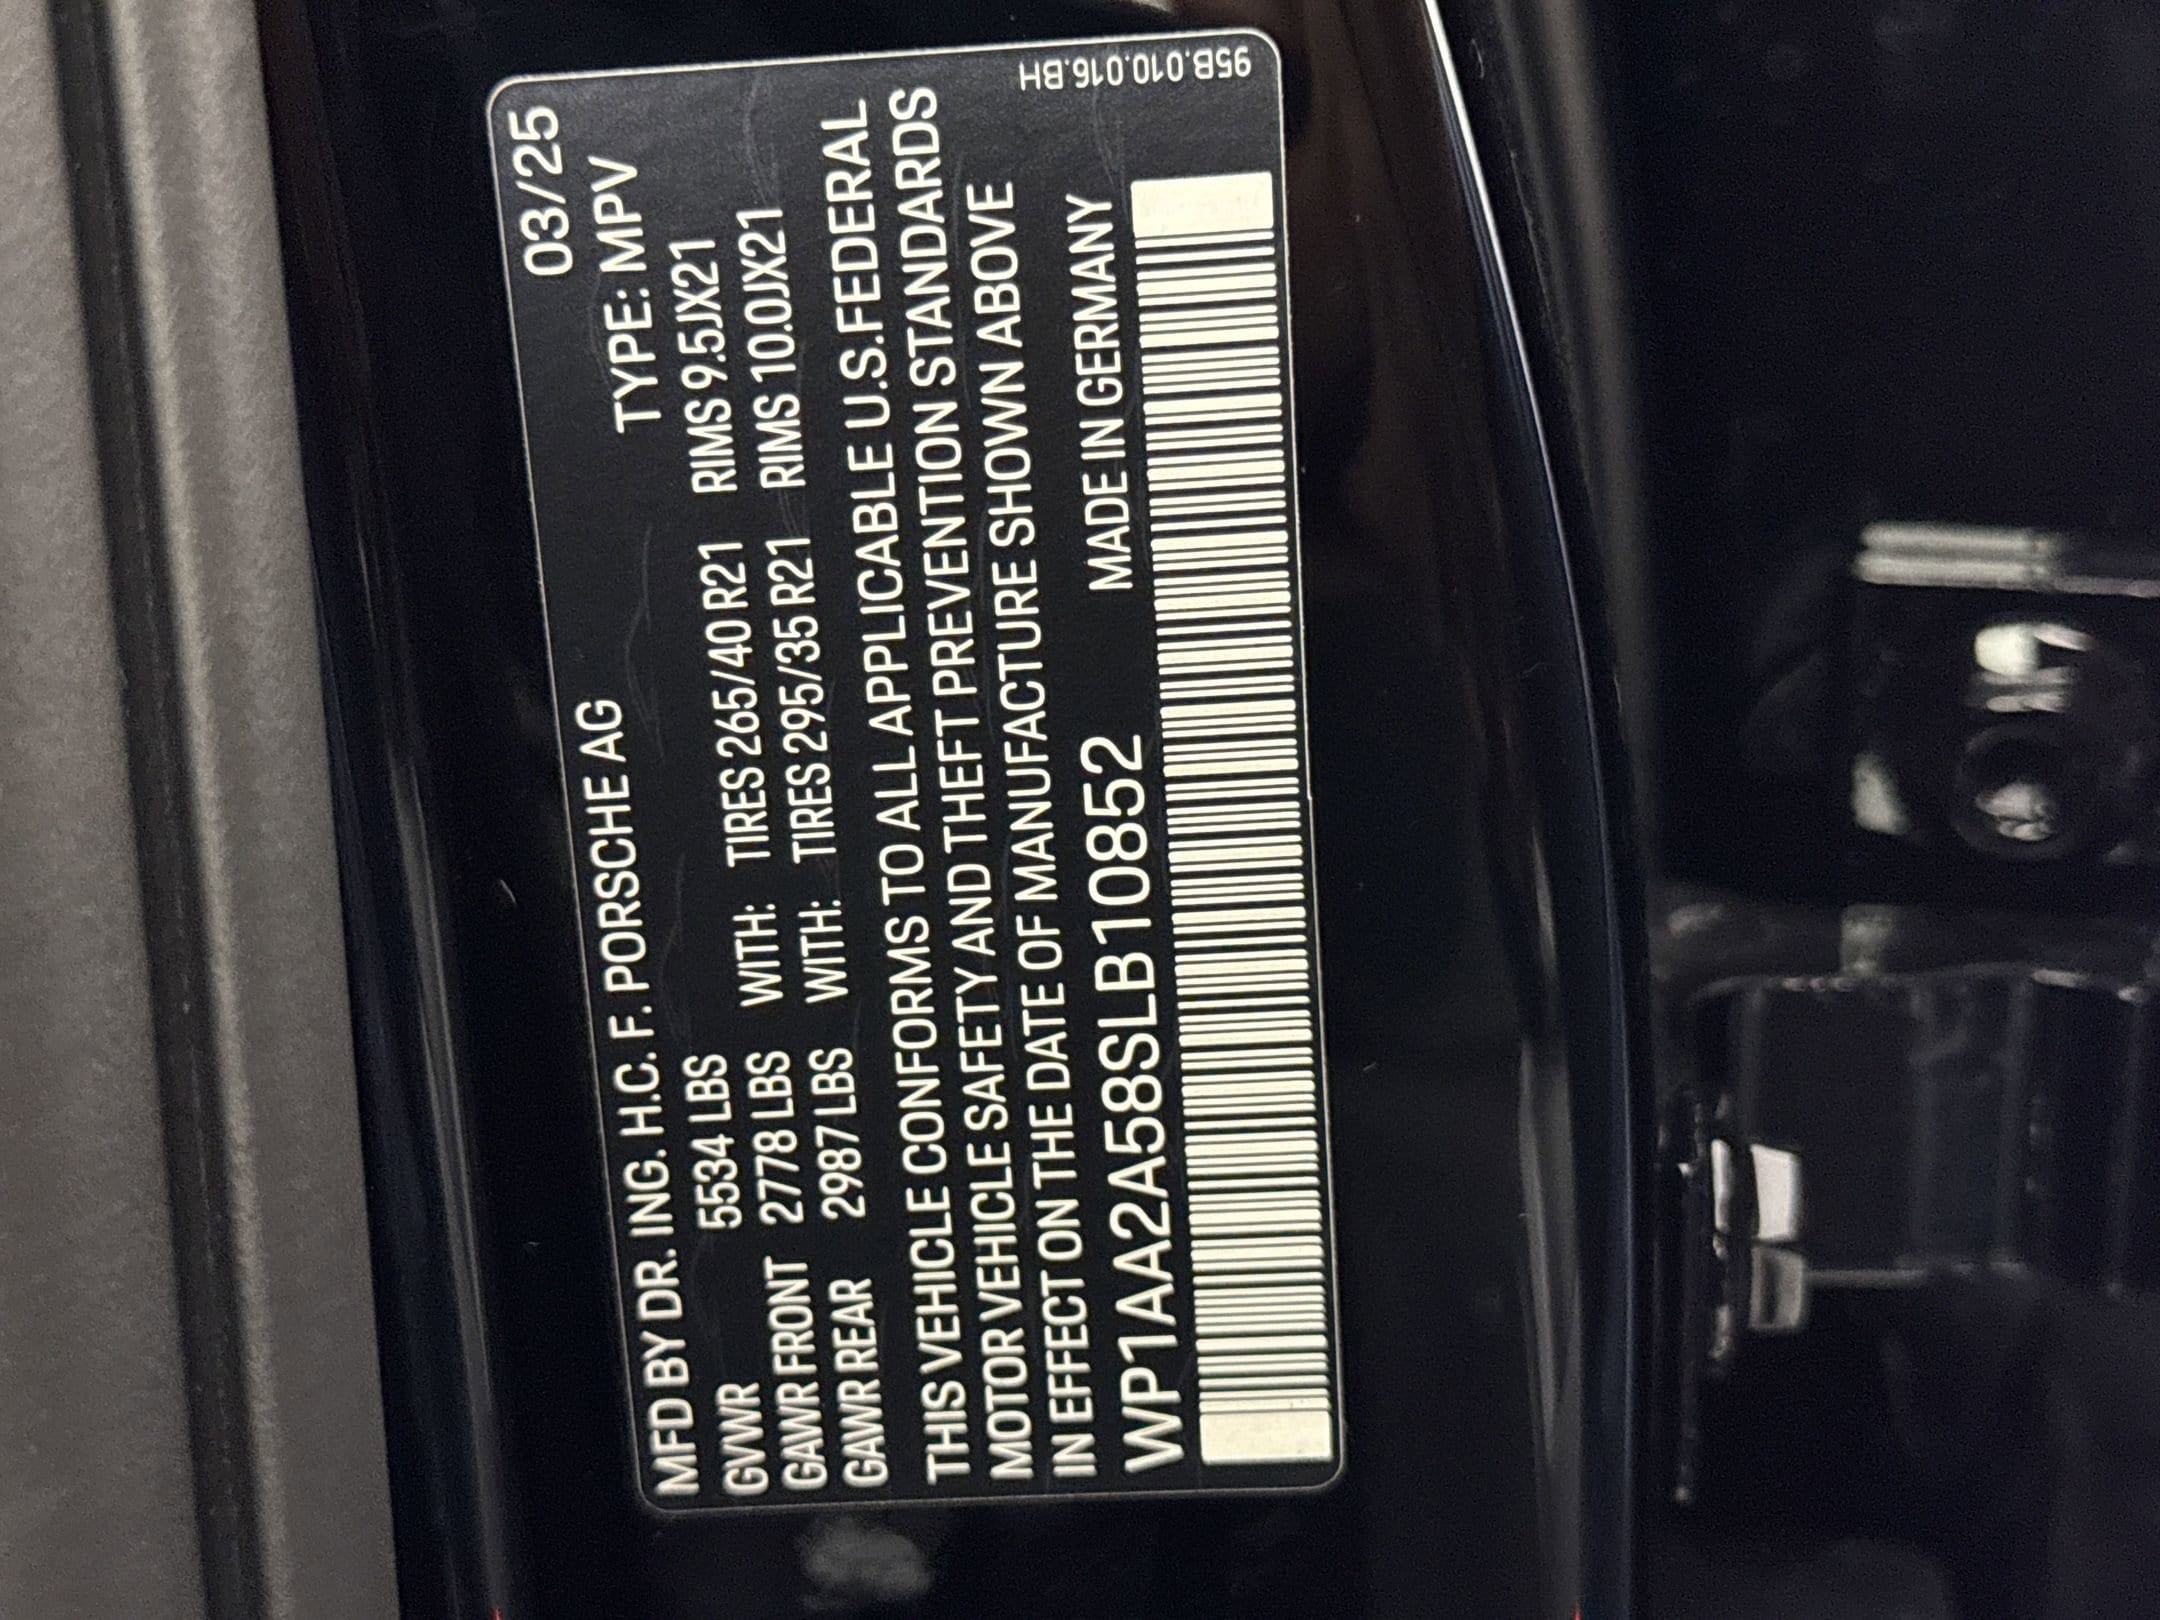 MFD BY DR. ING. H.C. F. PORSCHE AG 03/25
GVWR 5534 LBS TYPE: MPV
GAWR FRONT 2778 LBS WITH: TIRES 265/40 R21 RIMS 9.5JX21
GAWR REAR 2987 LBS WITH: TIRES 295/35 R21 RIMS 10.0JX21
THIS VEHICLE CONFORMS TO ALL APPLICABLE U.S. FEDERAL
MOTOR VEHICLE SAFETY AND THEFT PREVENTION STANDARDS
IN EFFECT ON THE DATE OF MANUFACTURE SHOWN ABOVE
WP1AA2A58SLB10852 MADE IN GERMANY
95B.010.016.BH